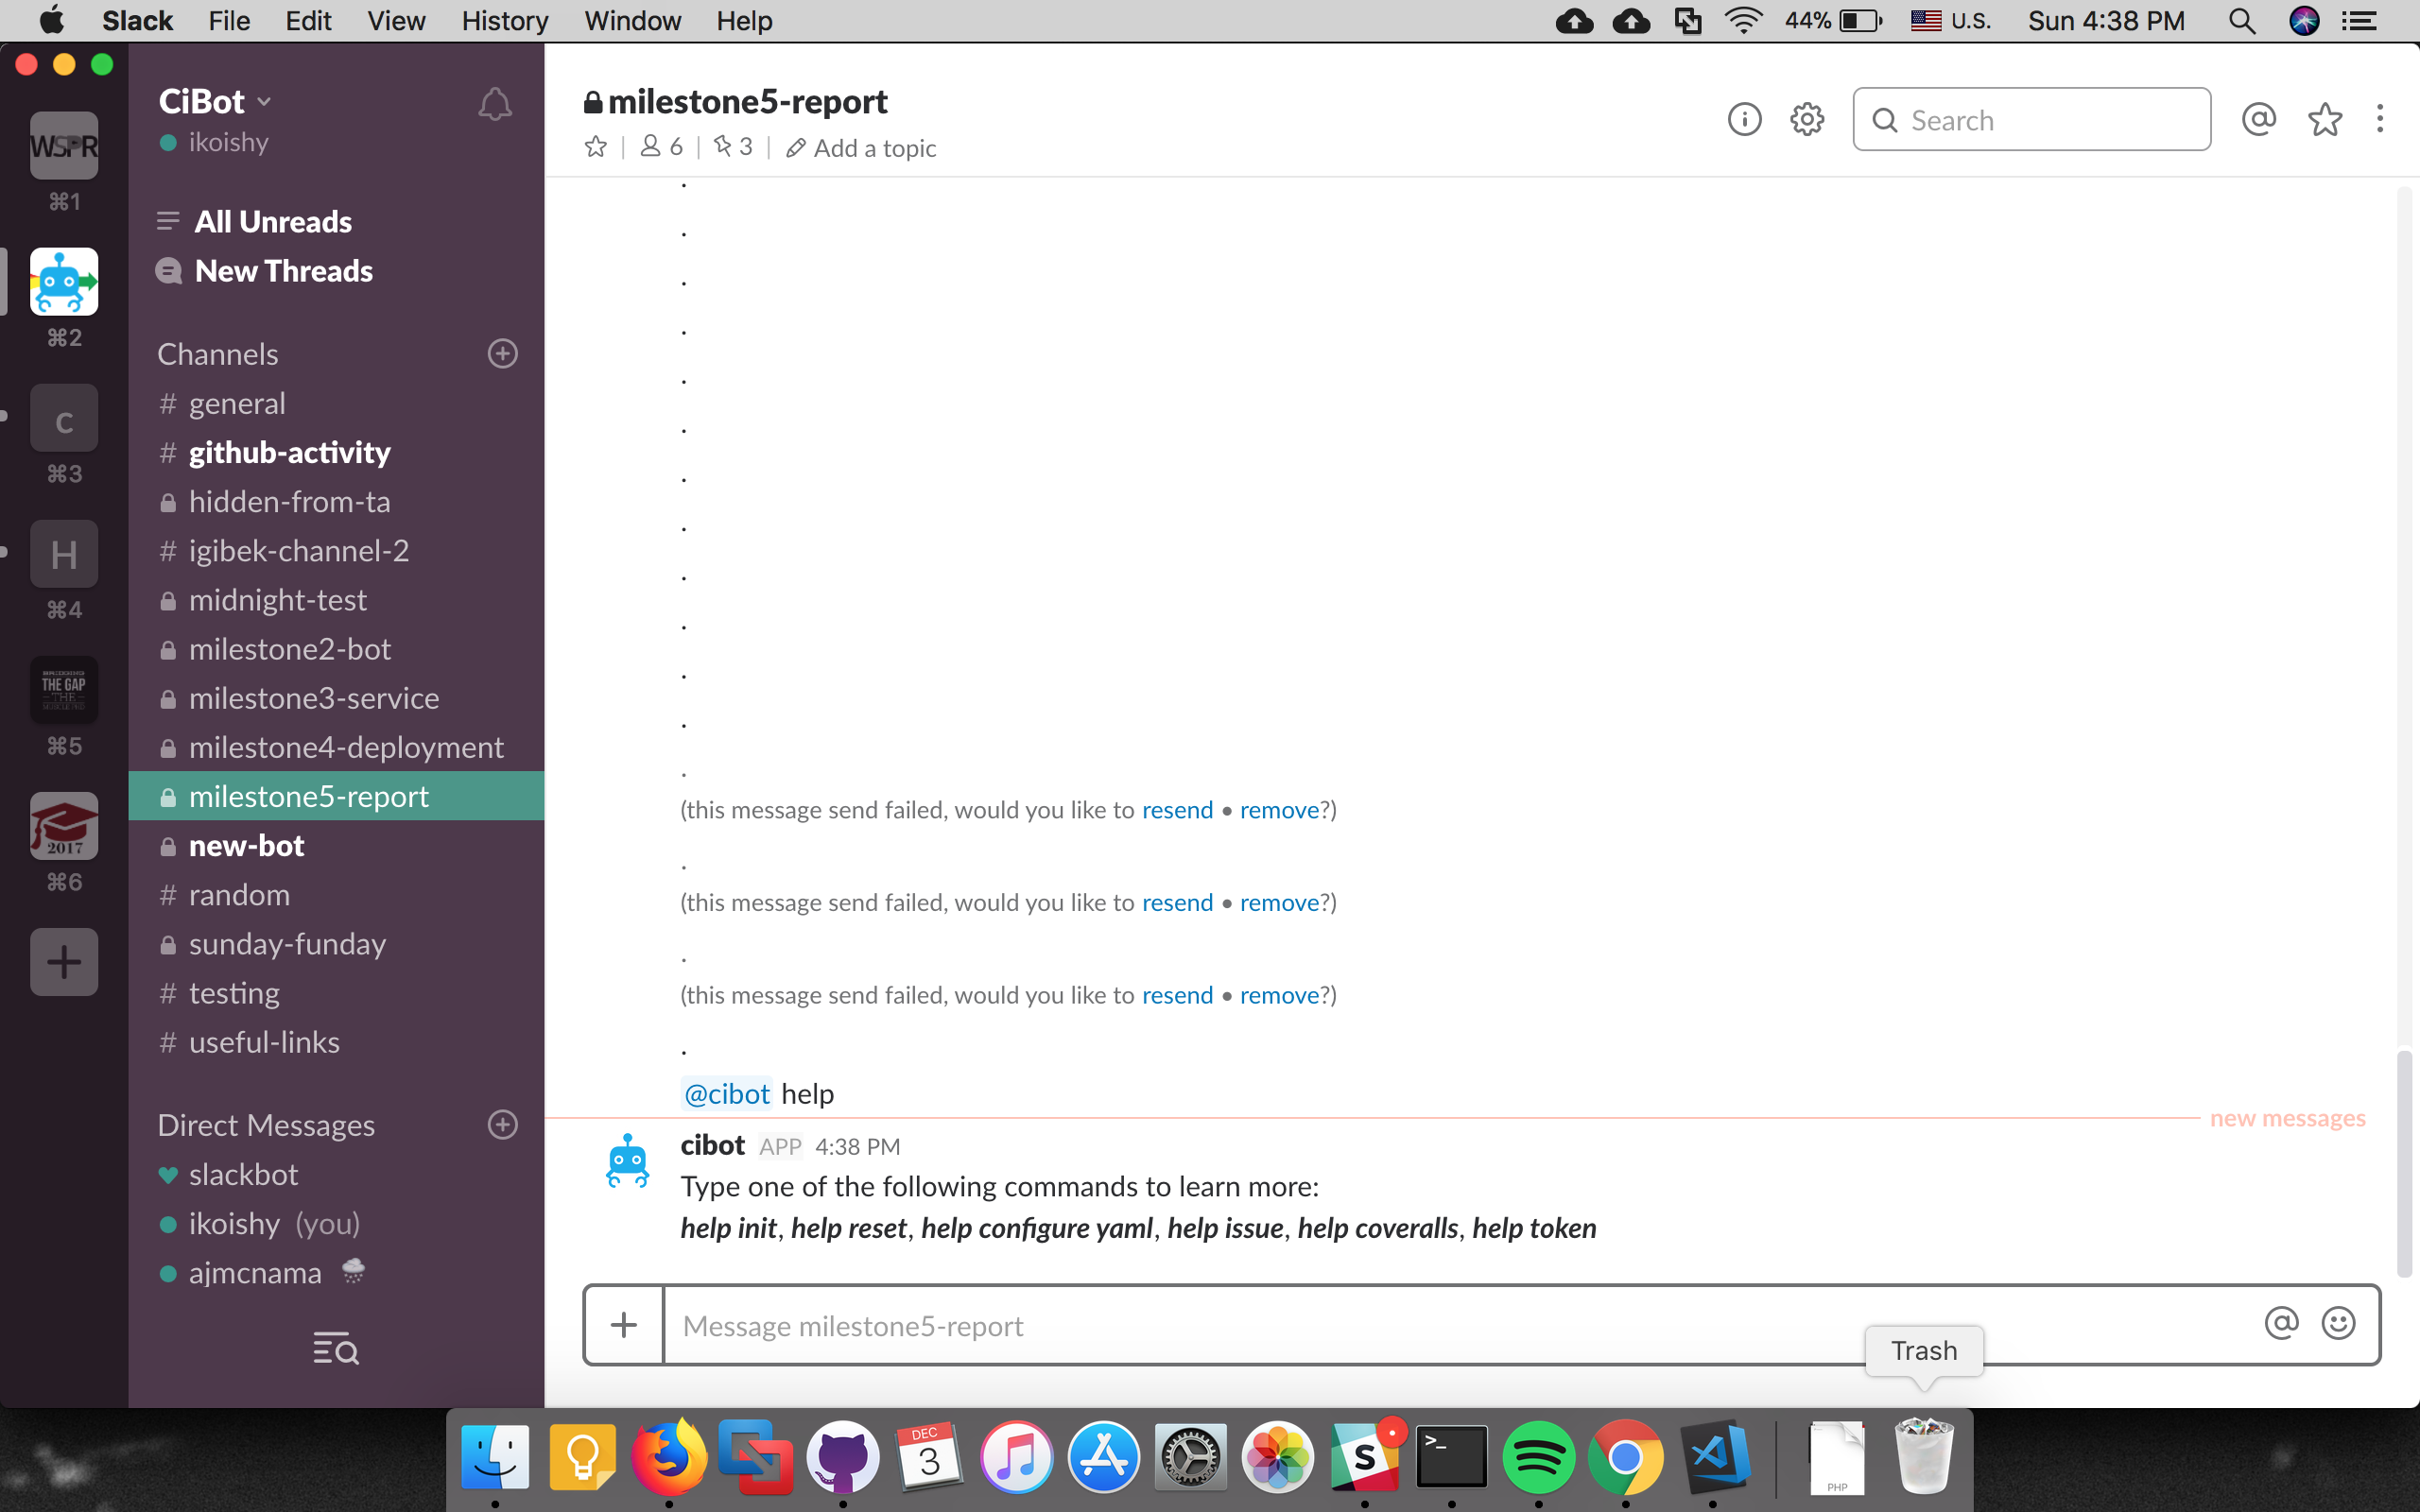 Slack File Edit View History Window Help 44% U.S. Sun 4:38 PM
WSPR
⌘1
⌘2
c
⌘3
H
⌘4
THE GAP
THE
⌘5
2017
⌘6
CiBot
ikoishy
All Unreads
New Threads
Channels
# general
# github-activity
hidden-from-ta
# igibek-channel-2
midnight-test
milestone2-bot
milestone3-service
milestone4-deployment
milestone5-report
new-bot
# random
sunday-funday
# testing
# useful-links
Direct Messages
slackbot
ikoishy (you)
ajmcnama
milestone5-report
6 | 3 | Add a topic
Search
.
.
.
.
.
.
.
.
.
.
.
.
.
(this message send failed, would you like to resend • remove?)
.
(this message send failed, would you like to resend • remove?)
.
(this message send failed, would you like to resend • remove?)
.
@cibot help
new messages
cibot APP 4:38 PM
Type one of the following commands to learn more:
help init, help reset, help configure yaml, help issue, help coveralls, help token
Message milestone5-report
Trash
DEC
3
S
>_
PHP